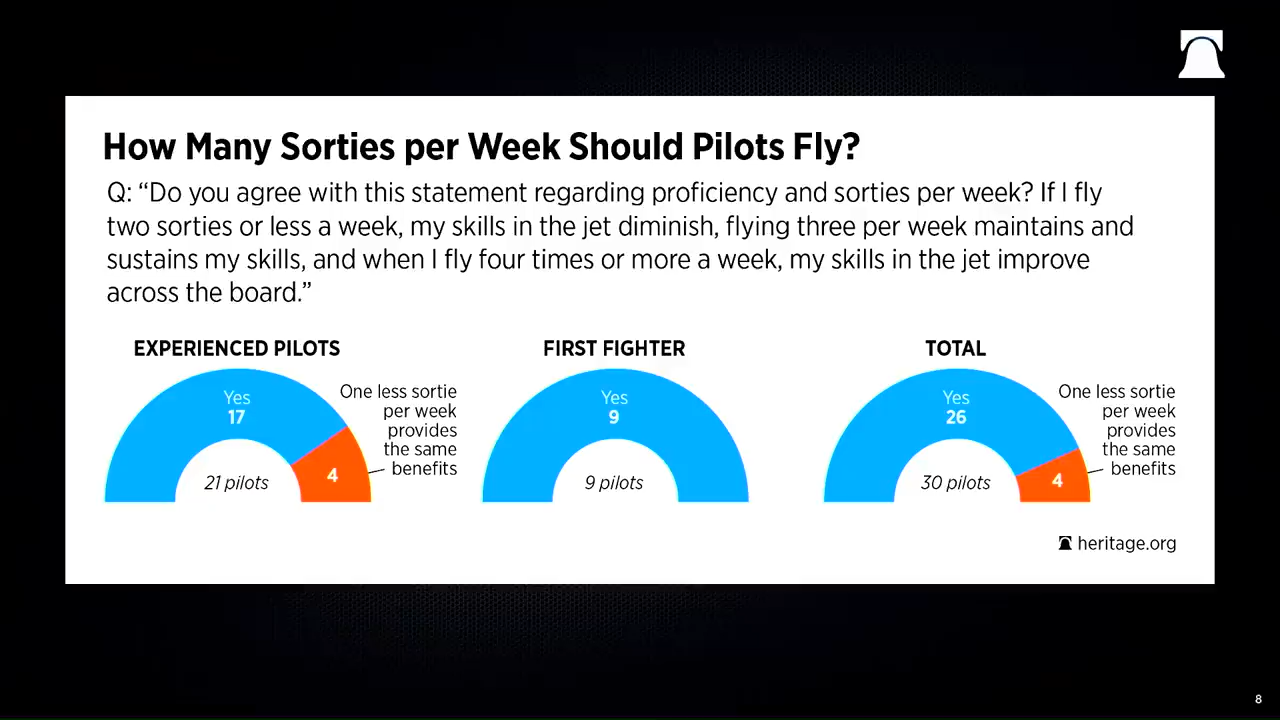 How Many Sorties per Week Should Pilots Fly?
Q: “Do you agree with this statement regarding proficiency and sorties per week? If I fly
two sorties or less a week, my skills in the jet diminish, flying three per week maintains and
sustains my skills, and when I fly four times or more a week, my skills in the jet improve
across the board.”
EXPERIENCED PILOTS
Yes
17
4
One less sortie
per week
provides
the same
benefits
21 pilots
FIRST FIGHTER
Yes
9
9 pilots
TOTAL
Yes
26
4
One less sortie
per week
provides
the same
benefits
30 pilots
heritage.org
8